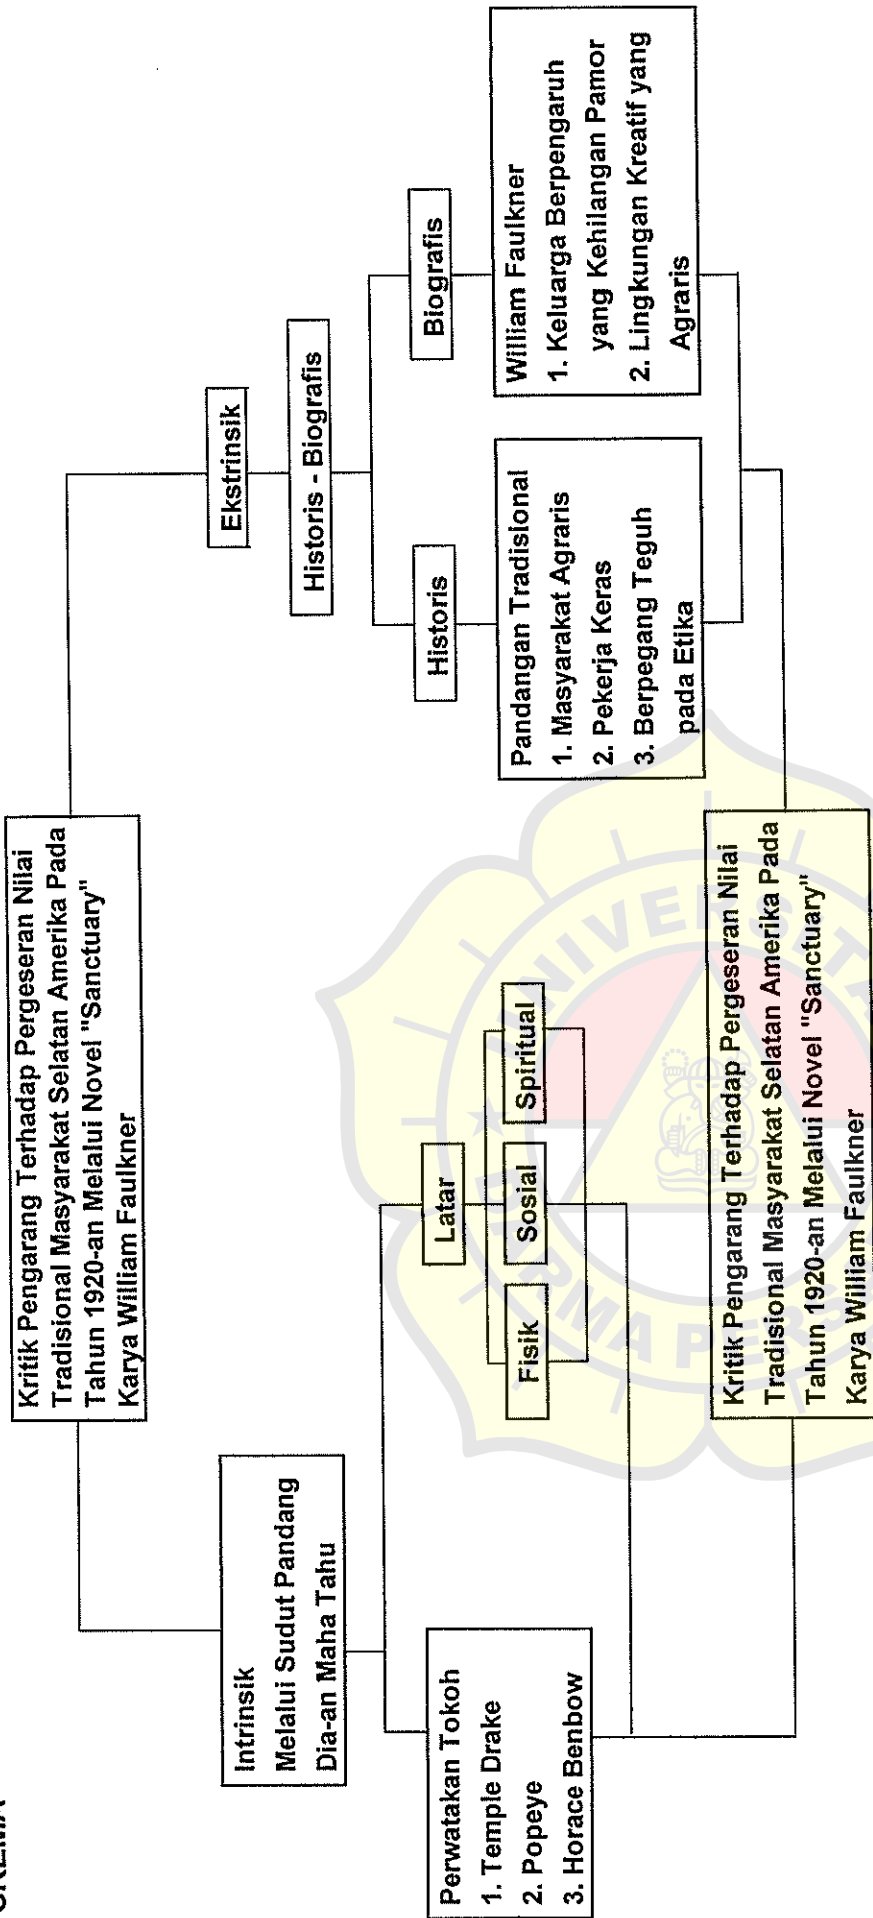 SKEMA
Kritik Pengarang Terhadap Pergeseran Nilai
Tradisional Masyarakat Selatan Amerika Pada
Tahun 1920-an Melalui Novel "Sanctuary"
Karya William Faulkner
Intrinsik
Melalui Sudut Pandang
Dia-an Maha Tahu
Perwatakan Tokoh
1. Temple Drake
2. Popeye
3. Horace Benbow
Latar
Fisik
Sosial
Spiritual
Ekstrinsik
Historis - Biografis
Historis
Pandangan Tradisional
1. Masyarakat Agraris
2. Pekerja Keras
3. Berpegang Teguh
pada Etika
Biografis
William Faulkner
1. Keluarga Berpengaruh
yang Kehilangan Pamor
2. Lingkungan Kreatif yang
Agraris
Kritik Pengarang Terhadap Pergeseran Nilai
Tradisional Masyarakat Selatan Amerika Pada
Tahun 1920-an Melalui Novel "Sanctuary"
Karya William Faulkner